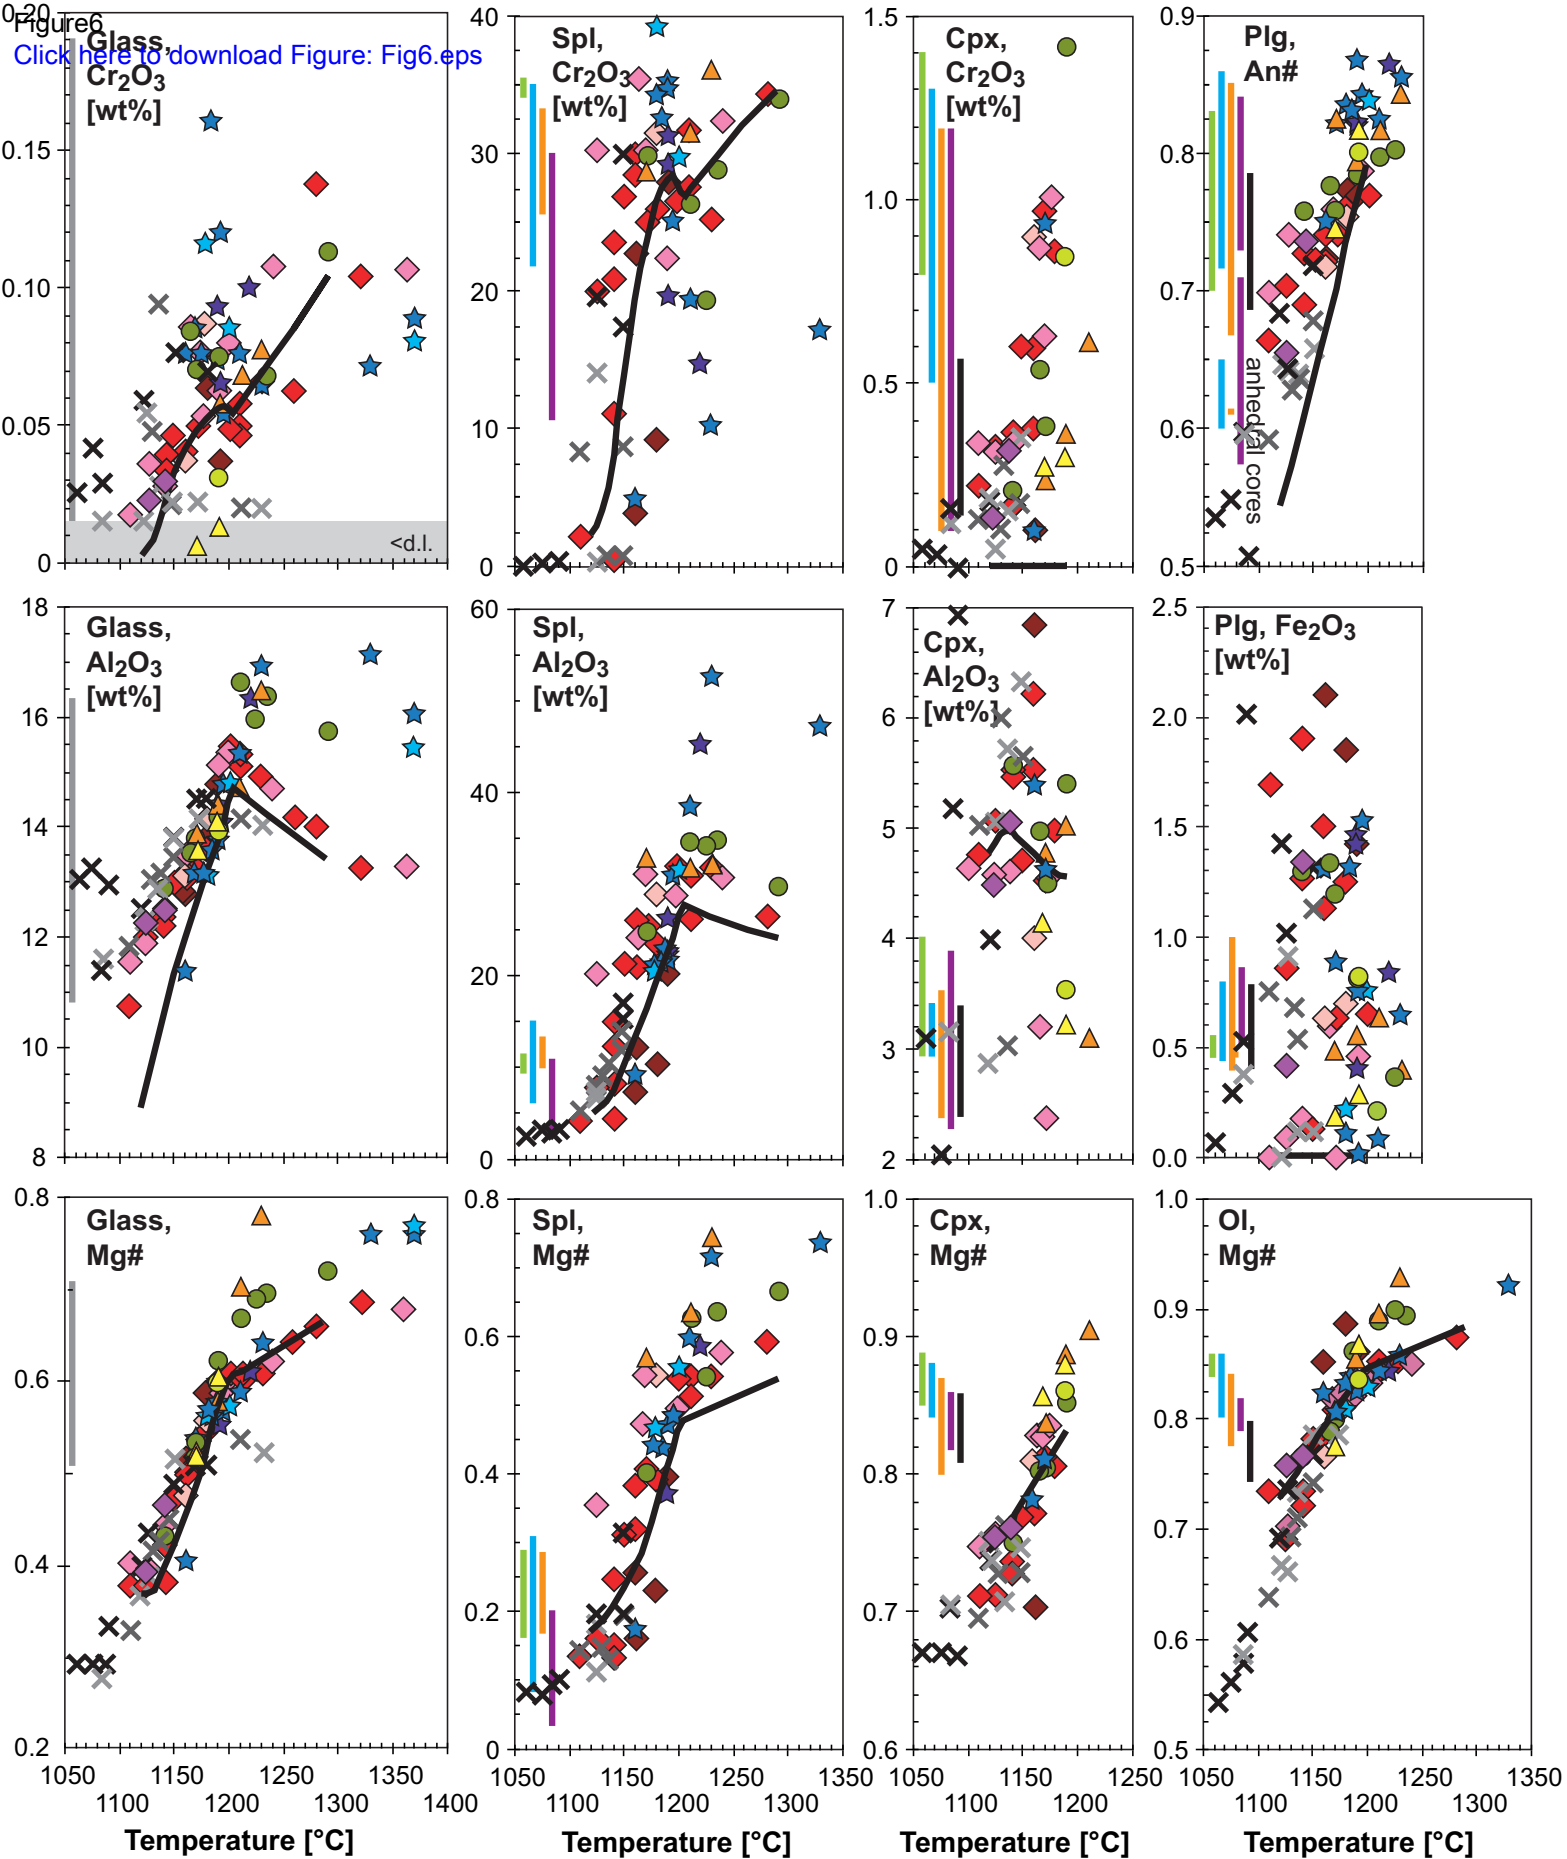 Figure6
Click here to download Figure: Fig6.eps
Glass,
Cr2O3
[wt%]
0.20
0.15
0.10
0.05
0
<d.l.
Spl,
Cr2O3
[wt%]
40
30
20
10
0
Cpx,
Cr2O3
[wt%]
1.5
1.0
0.5
0
Plg,
An#
0.9
0.8
0.7
0.6
0.5
anhedral cores
Glass,
Al2O3
[wt%]
18
16
14
12
10
8
Spl,
Al2O3
[wt%]
60
40
20
0
Cpx,
Al2O3
[wt%]
7
6
5
4
3
2
Plg, Fe2O3
[wt%]
2.5
2.0
1.5
1.0
0.5
0.0
Glass,
Mg#
0.8
0.6
0.4
0.2
1050 1150 1250 1350
1100 1200 1300 1400
Temperature [°C]
Spl,
Mg#
0.8
0.6
0.4
0.2
0
1050 1150 1250 1350
1100 1200 1300
Temperature [°C]
Cpx,
Mg#
1.0
0.9
0.8
0.7
0.6
1050 1150 1250
1100 1200
Temperature [°C]
Ol,
Mg#
1.0
0.9
0.8
0.7
0.6
0.5
1050 1150 1250 1350
1100 1200 1300
Temperature [°C]